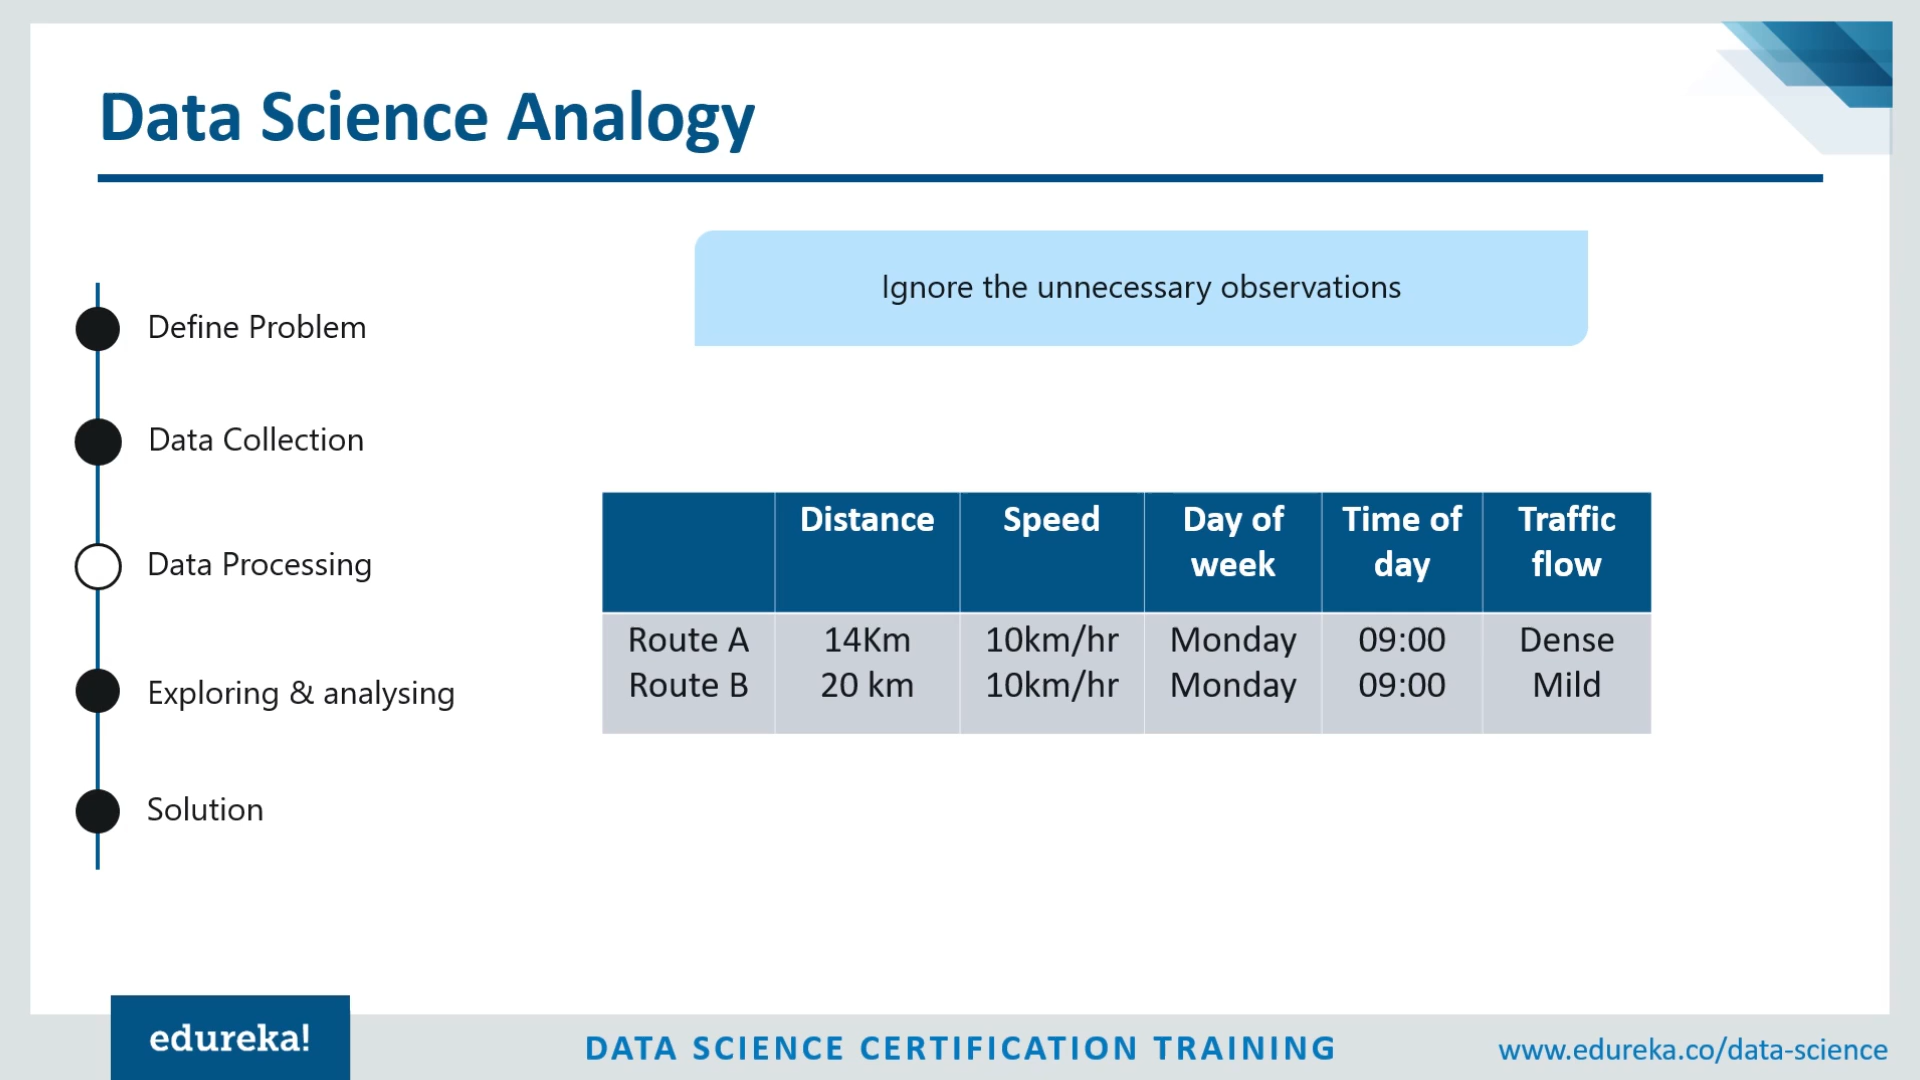 Data Science Analogy
Ignore the unnecessary observations
Define Problem
Data Collection
Data Processing
Exploring & analysing
Solution
Distance Speed Day of week Time of day Traffic flow
Route A 14Km 10km/hr Monday 09:00 Dense
Route B 20 km 10km/hr Monday 09:00 Mild
edureka!
DATA SCIENCE CERTIFICATION TRAINING
www.edureka.co/data-science